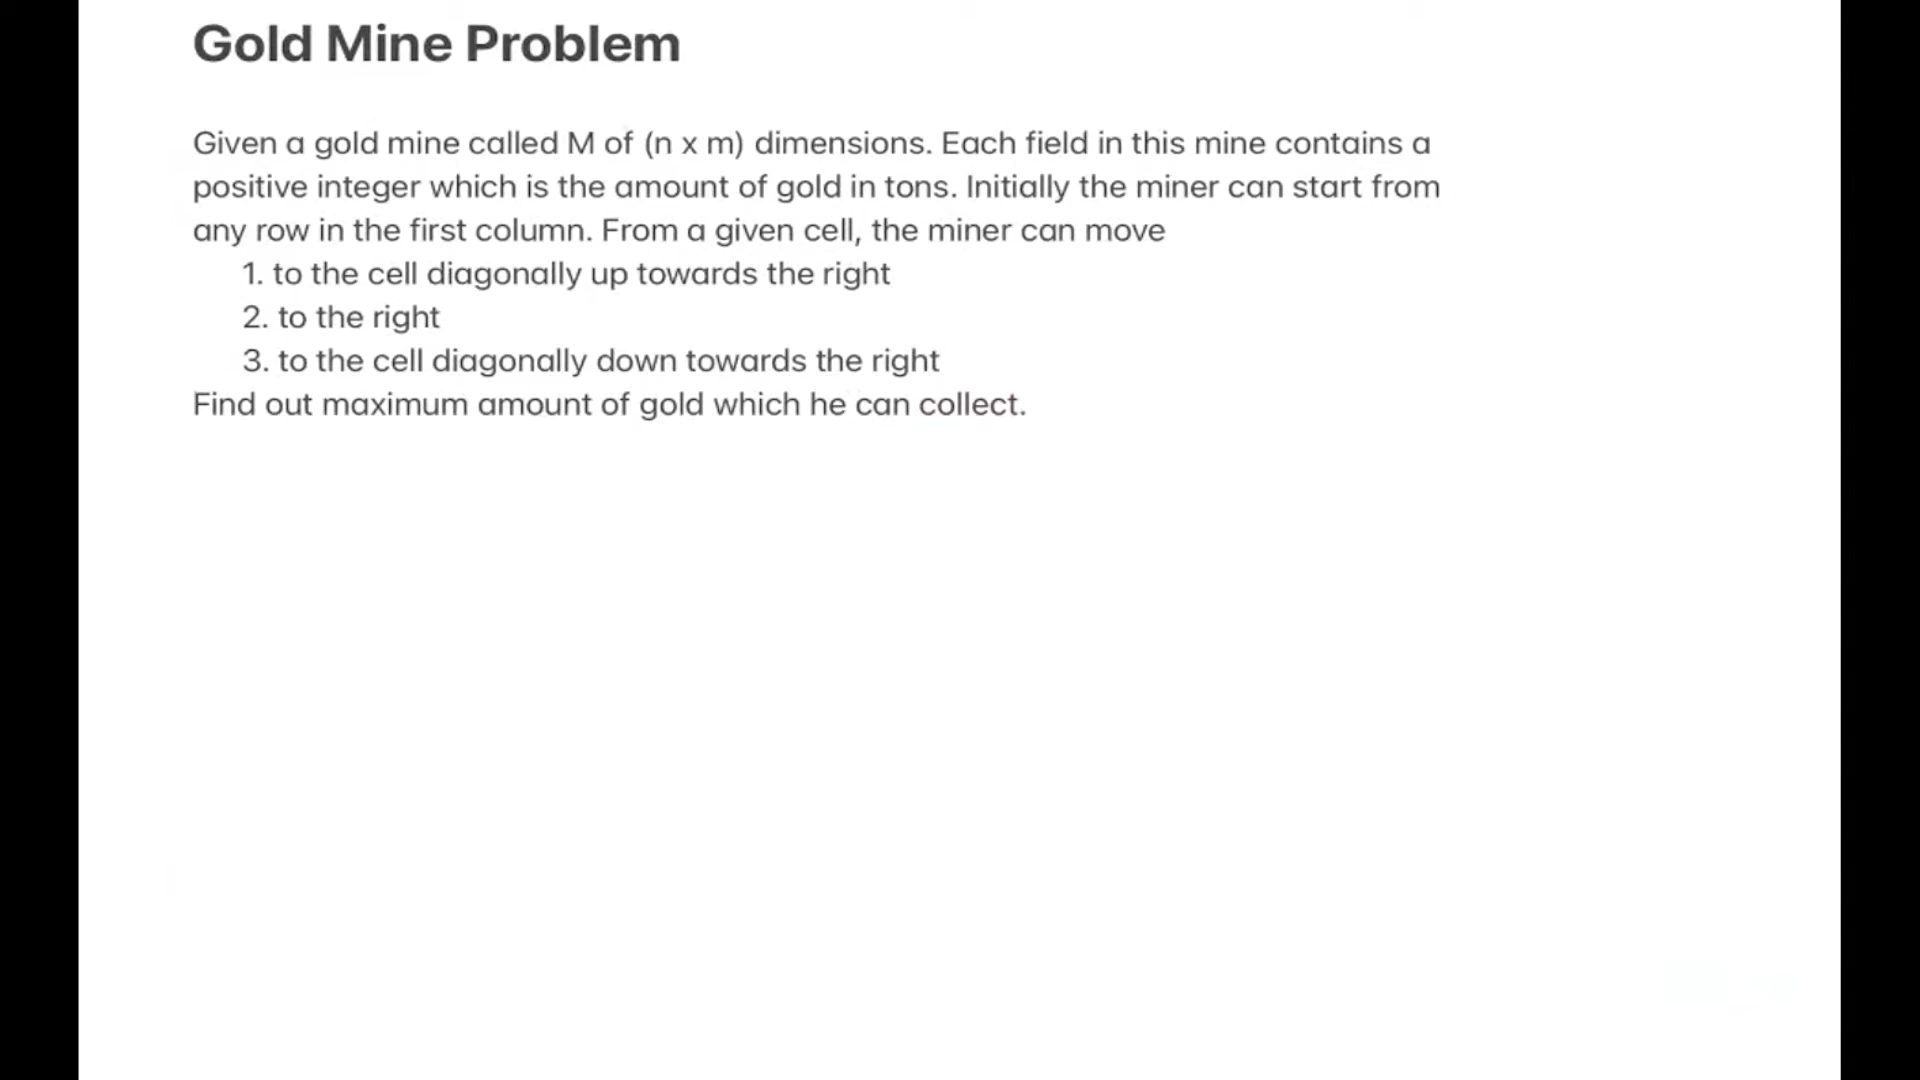 Gold Mine Problem
Given a gold mine called M of (n x m) dimensions. Each field in this mine contains a
positive integer which is the amount of gold in tons. Initially the miner can start from
any row in the first column. From a given cell, the miner can move
1. to the cell diagonally up towards the right
2. to the right
3. to the cell diagonally down towards the right
Find out maximum amount of gold which he can collect.